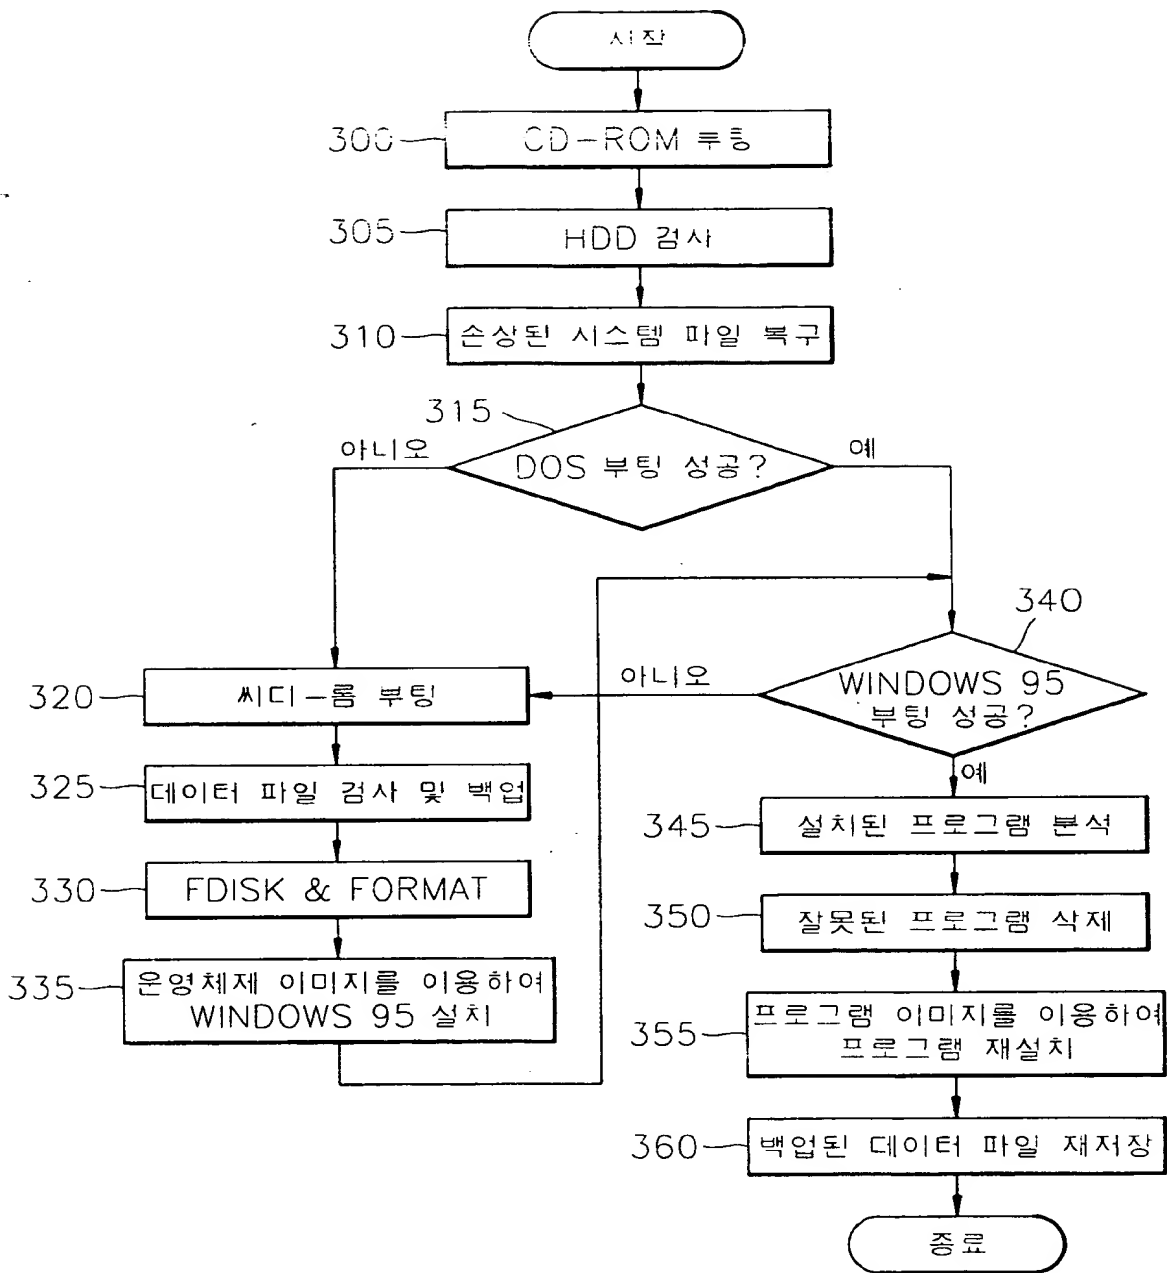 시작
300
CD-ROM 부팅
305
HDD 검사
310
손상된 시스템 파일 복구
315
아니오
DOS 부팅 성공?
예
340
320
씨디-롬 부팅
아니오
WINDOWS 95
부팅 성공?
예
325
데이터 파일 검사 및 백업
345
설치된 프로그램 분석
330
FDISK & FORMAT
350
잘못된 프로그램 삭제
335
운영체제 이미지를 이용하여
WINDOWS 95 설치
355
프로그램 이미지를 이용하여
프로그램 재설치
360
백업된 데이터 파일 재저장
종료